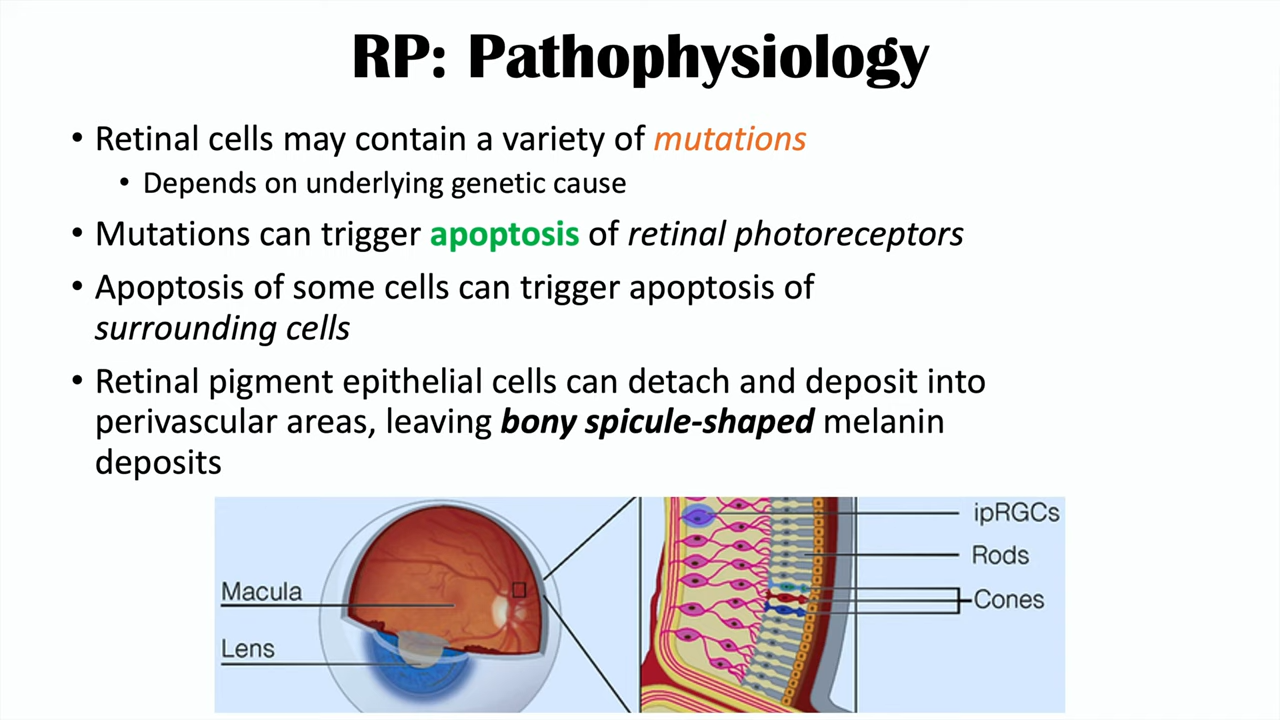 RP: Pathophysiology
• Retinal cells may contain a variety of mutations
• Depends on underlying genetic cause
• Mutations can trigger apoptosis of retinal photoreceptors
• Apoptosis of some cells can trigger apoptosis of
surrounding cells
• Retinal pigment epithelial cells can detach and deposit into
perivascular areas, leaving bony spicule-shaped melanin
deposits
Macula
Lens
ipRGCs
Rods
Cones